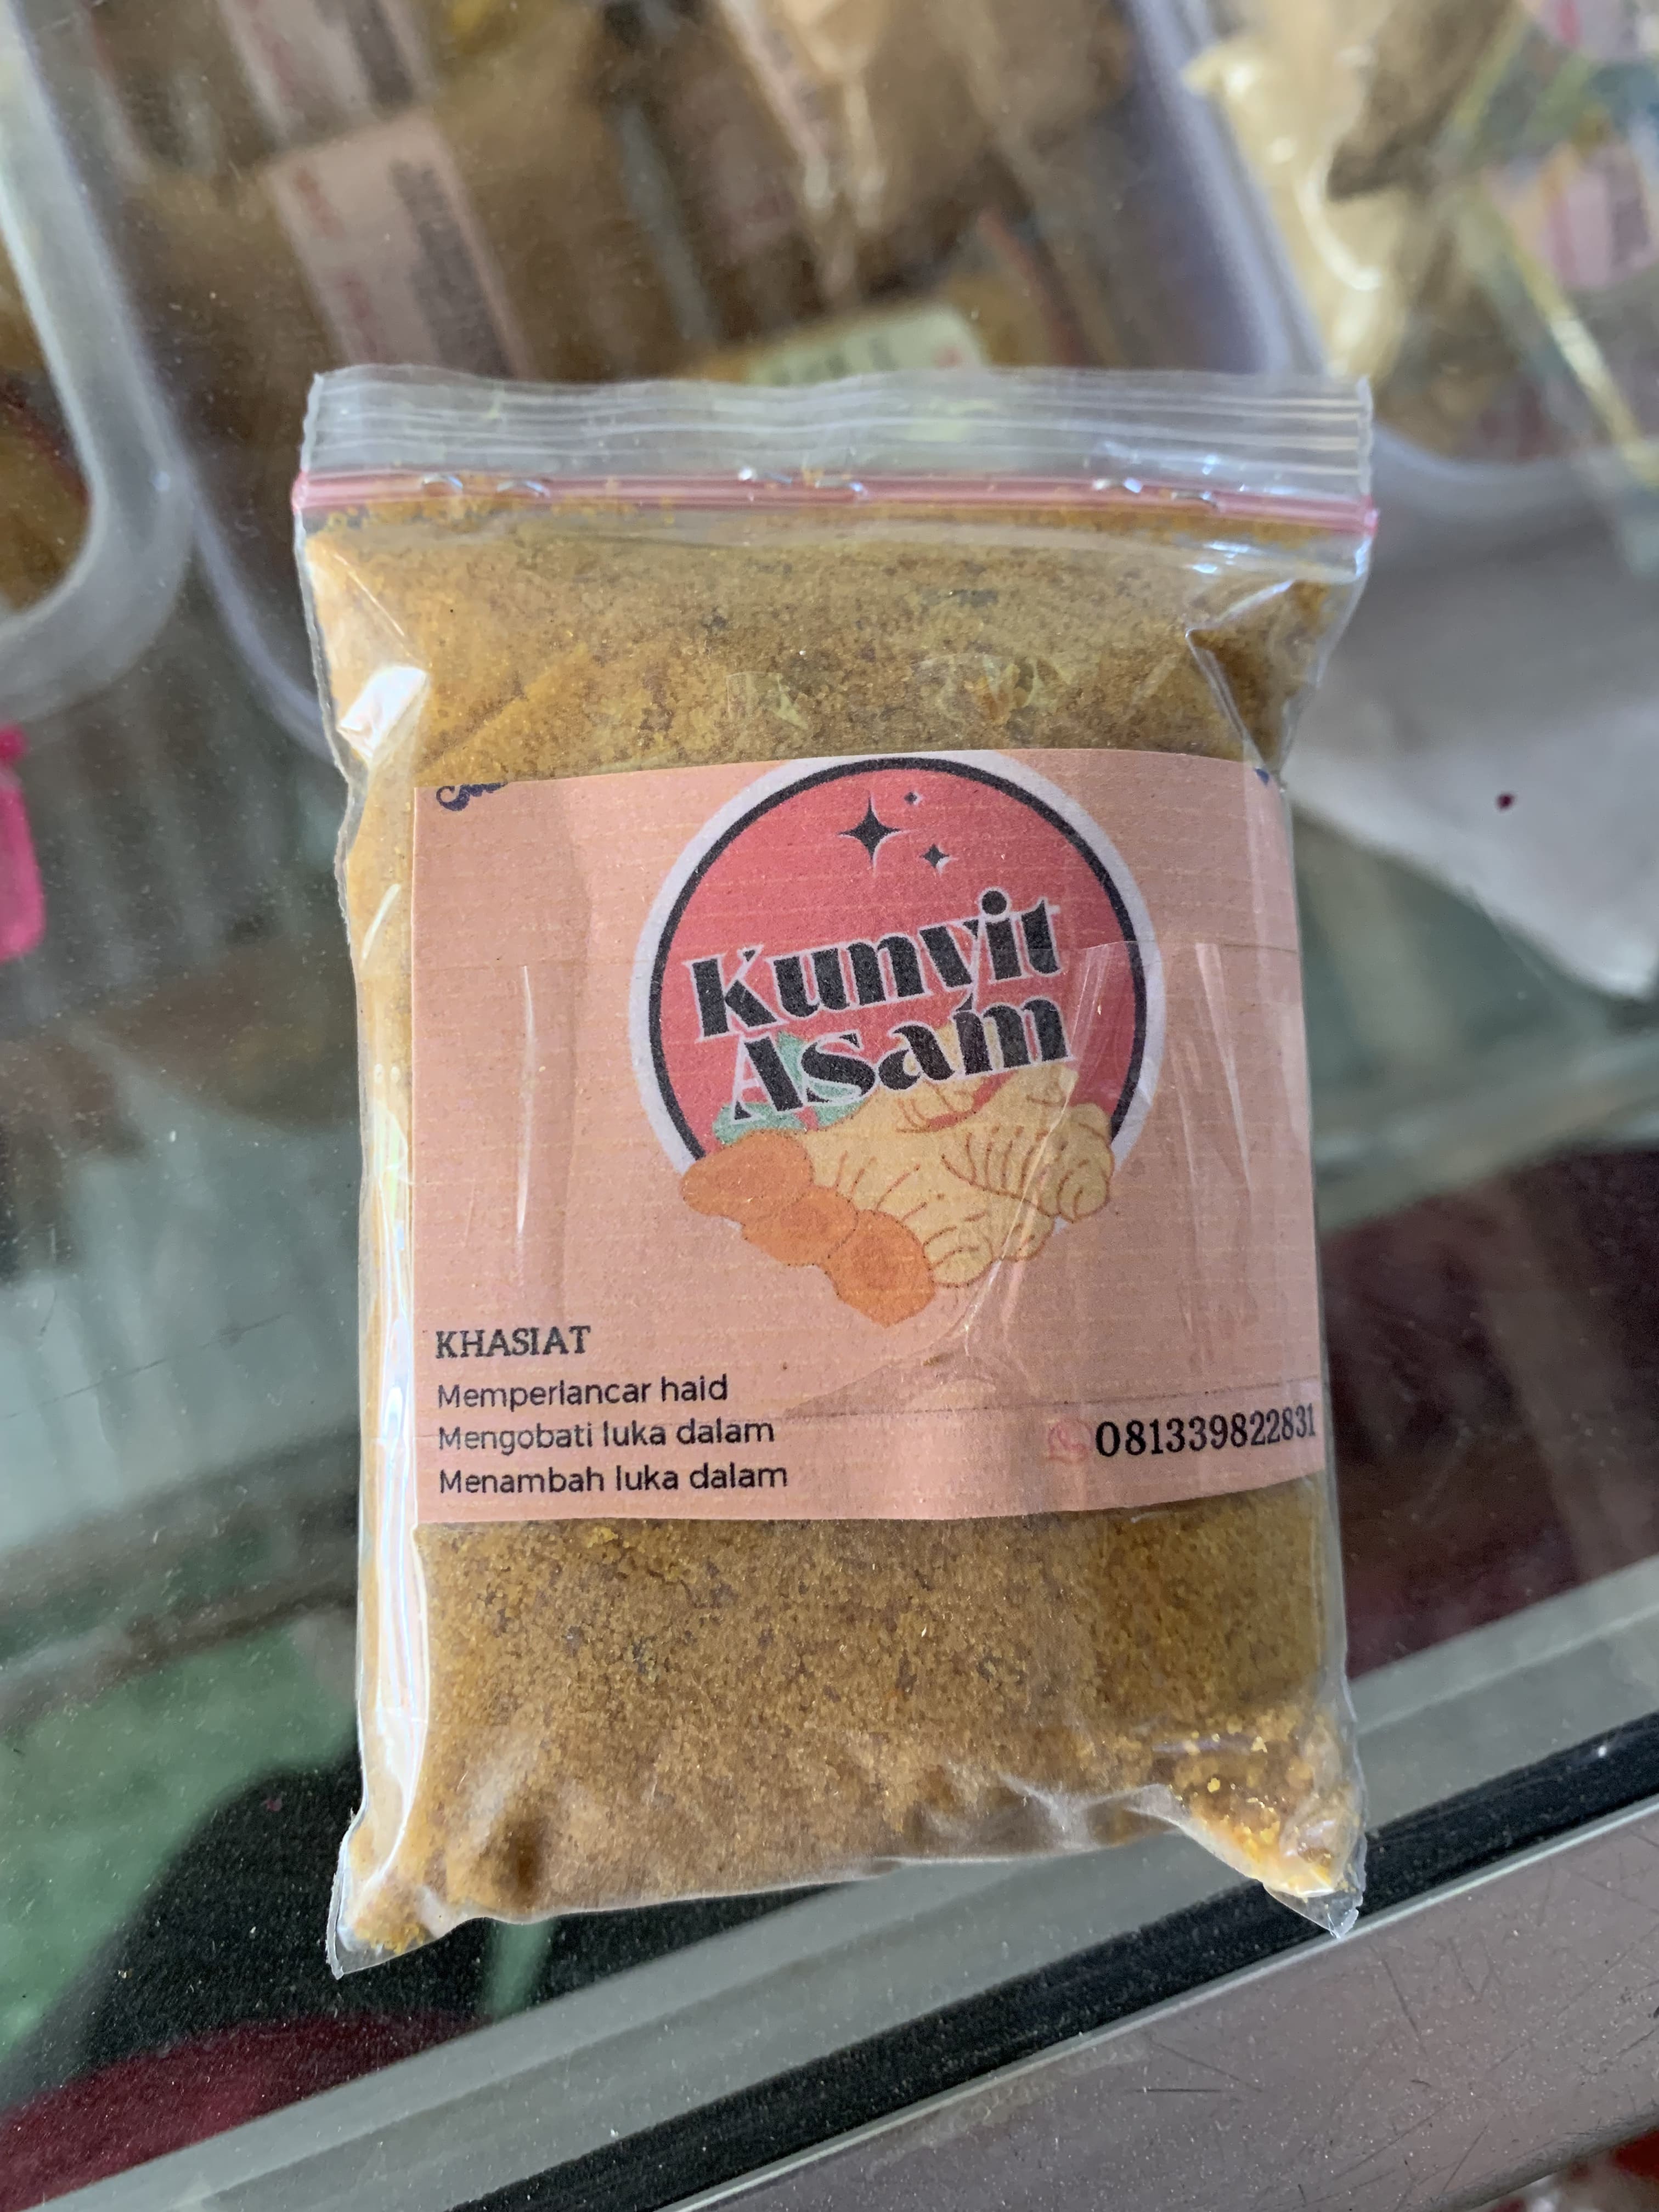 Kunyit
Asam
KHASIAT
Memperlancar haid
Mengobati luka dalam
Menambah luka dalam
081339822831